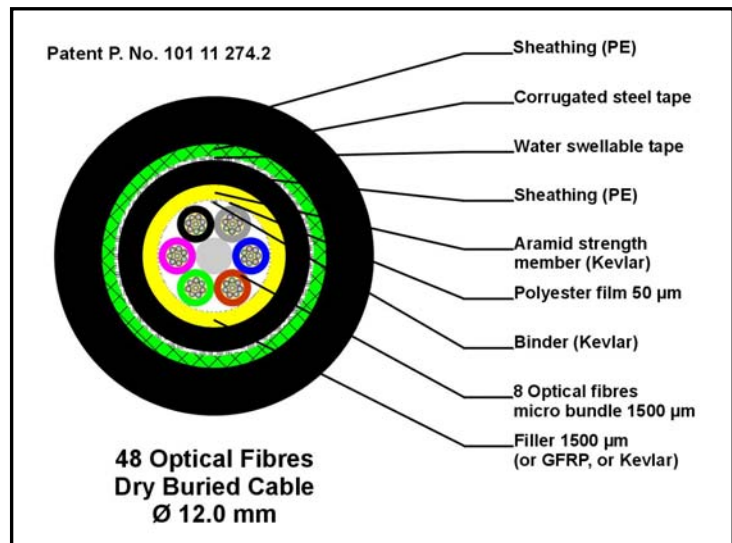 Patent P. No. 101 11 274.2
Sheathing (PE)
Corrugated steel tape
Water swellable tape
Sheathing (PE)
Aramid strength
member (Kevlar)
Polyester film 50 µm
Binder (Kevlar)
8 Optical fibres
micro bundle 1500 µm
Filler 1500 µm
(or GFRP, or Kevlar)
48 Optical Fibres
Dry Buried Cable
Ø 12.0 mm